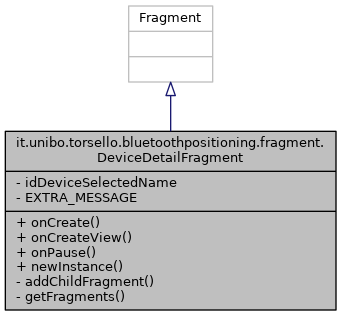 Fragment
it.unibo.torsello.bluetoothpositioning.fragment.
DeviceDetailFragment
- idDeviceSelectedName
- EXTRA_MESSAGE
+ onCreate()
+ onCreateView()
+ onPause()
+ newInstance()
- addChildFragment()
- getFragments()